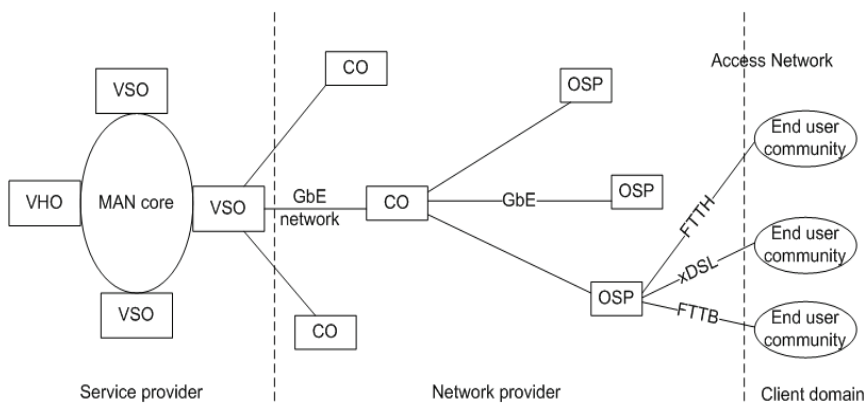 VSO
VHO
MAN core
VSO
VSO
CO
GbE
network
CO
CO
OSP
GbE
OSP
OSP
Access Network
FTTH
xDSL
FTTB
End user
community
End user
community
End user
community
Service provider
Network provider
Client domain